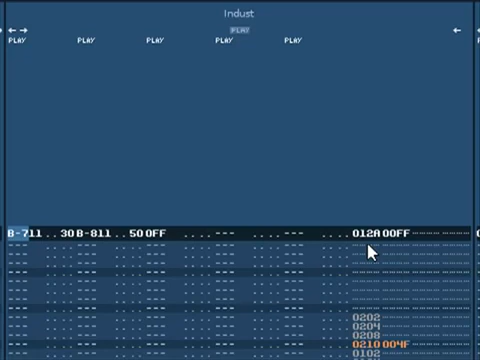 Indust
PLAY
PLAY PLAY PLAY PLAY PLAY
B-711 .. 30 B-811 .. 50 OFF .. .. --- .. .. --- .. .. 012A 00FF
0202
0204
0208
0210 004F
0102